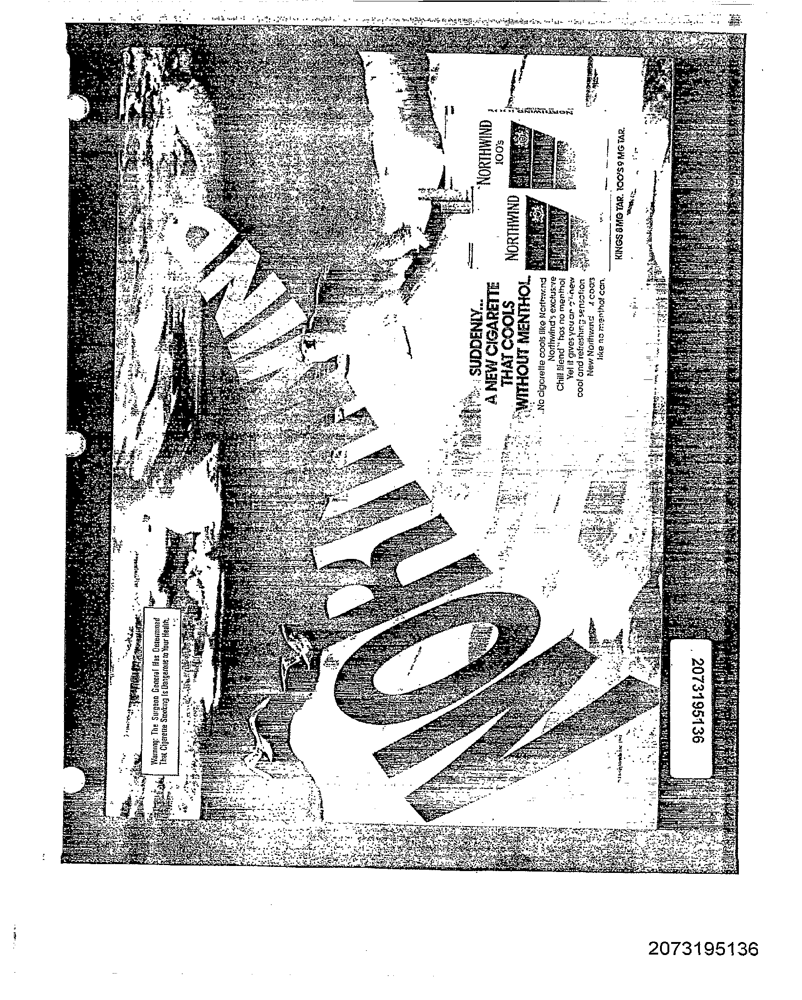 NORTHWIND
SUDDENLY...
A NEW CIGARETTE
THAT COOLS
WITHOUT MENTHOL.
No cigarette cools like Northwind
Northwind's exclusive
Chill Blend™ has no menthol
Yet it gives you an all-new
cool and refreshing sensation
New Northwind cools
like no menthol can.
NORTHWIND
NORTHWIND
100's
KINGS 8 MG TAR, 100'S 9 MG TAR.
Warning: The Surgeon General Has Determined
That Cigarette Smoking Is Dangerous to Your Health.
2073195136
2073195136